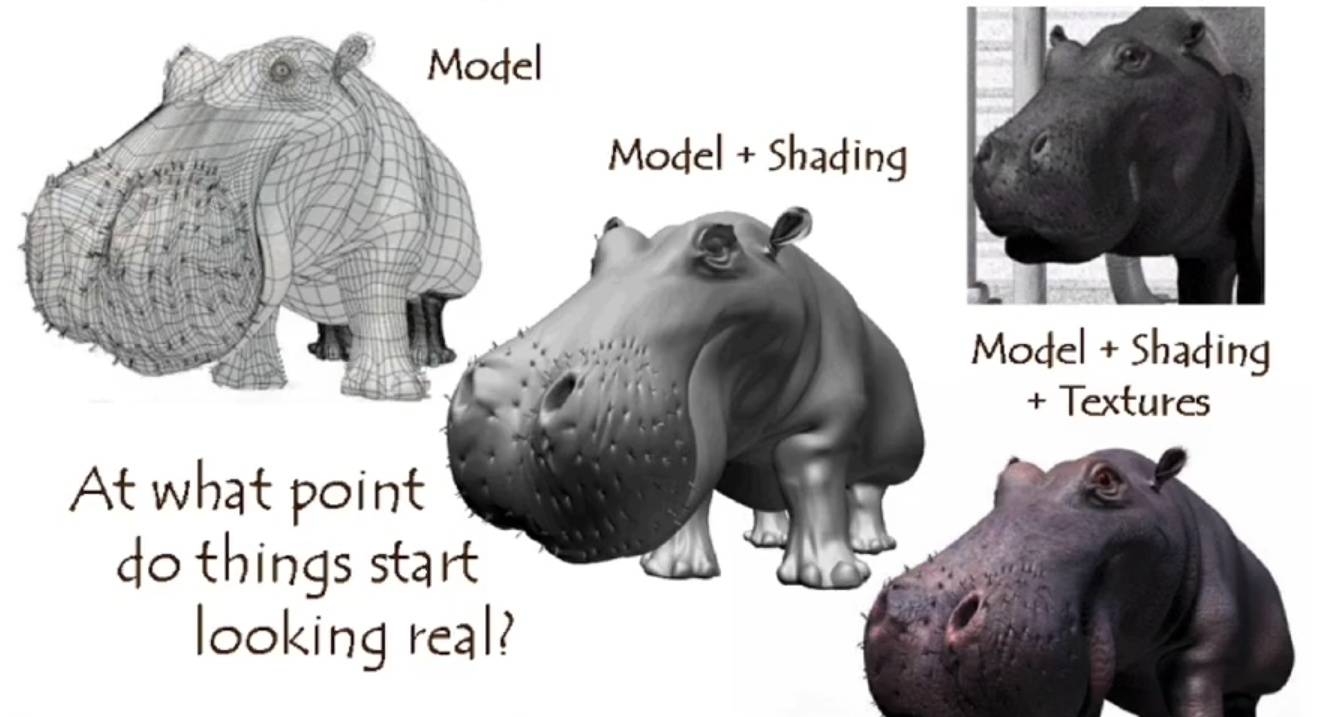 Model
Model + Shading
Model + Shading
+ Textures
At what point
do things start
looking real?